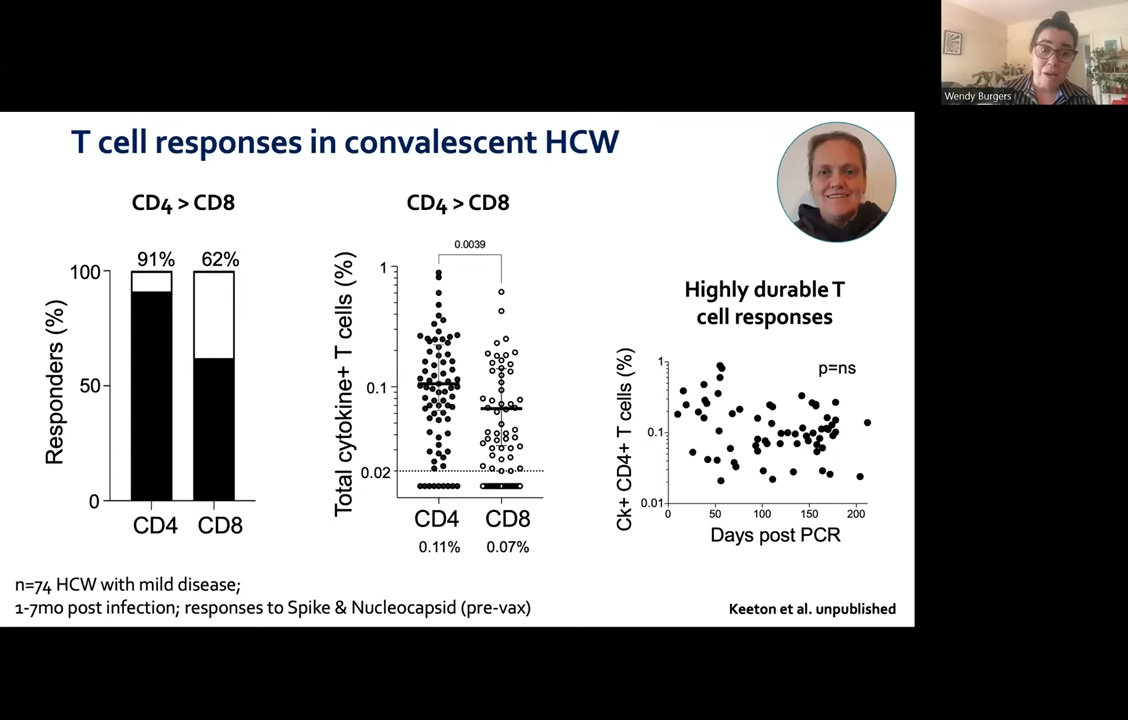 Wendy Burgers
T cell responses in convalescent HCW
CD4 > CD8
91% 62%
100
50
0
Responders (%)
CD4 CD8
CD4 > CD8
0.0039
1
0.1
0.02
Total cytokine+ T cells (%)
CD4 CD8
0.11% 0.07%
Highly durable T
cell responses
p=ns
1
0.1
0.01
Ck+ CD4+ T cells (%)
0 50 100 150 200
Days post PCR
n=74 HCW with mild disease;
1-7mo post infection; responses to Spike & Nucleocapsid (pre-vax)
Keeton et al. unpublished